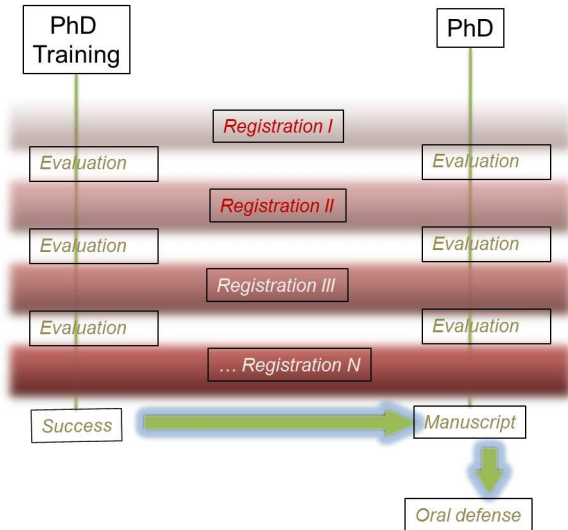 PhD
Training
PhD
Registration I
Evaluation
Evaluation
Registration II
Evaluation
Evaluation
Registration III
Evaluation
Evaluation
... Registration N
Success
Manuscript
Oral defense